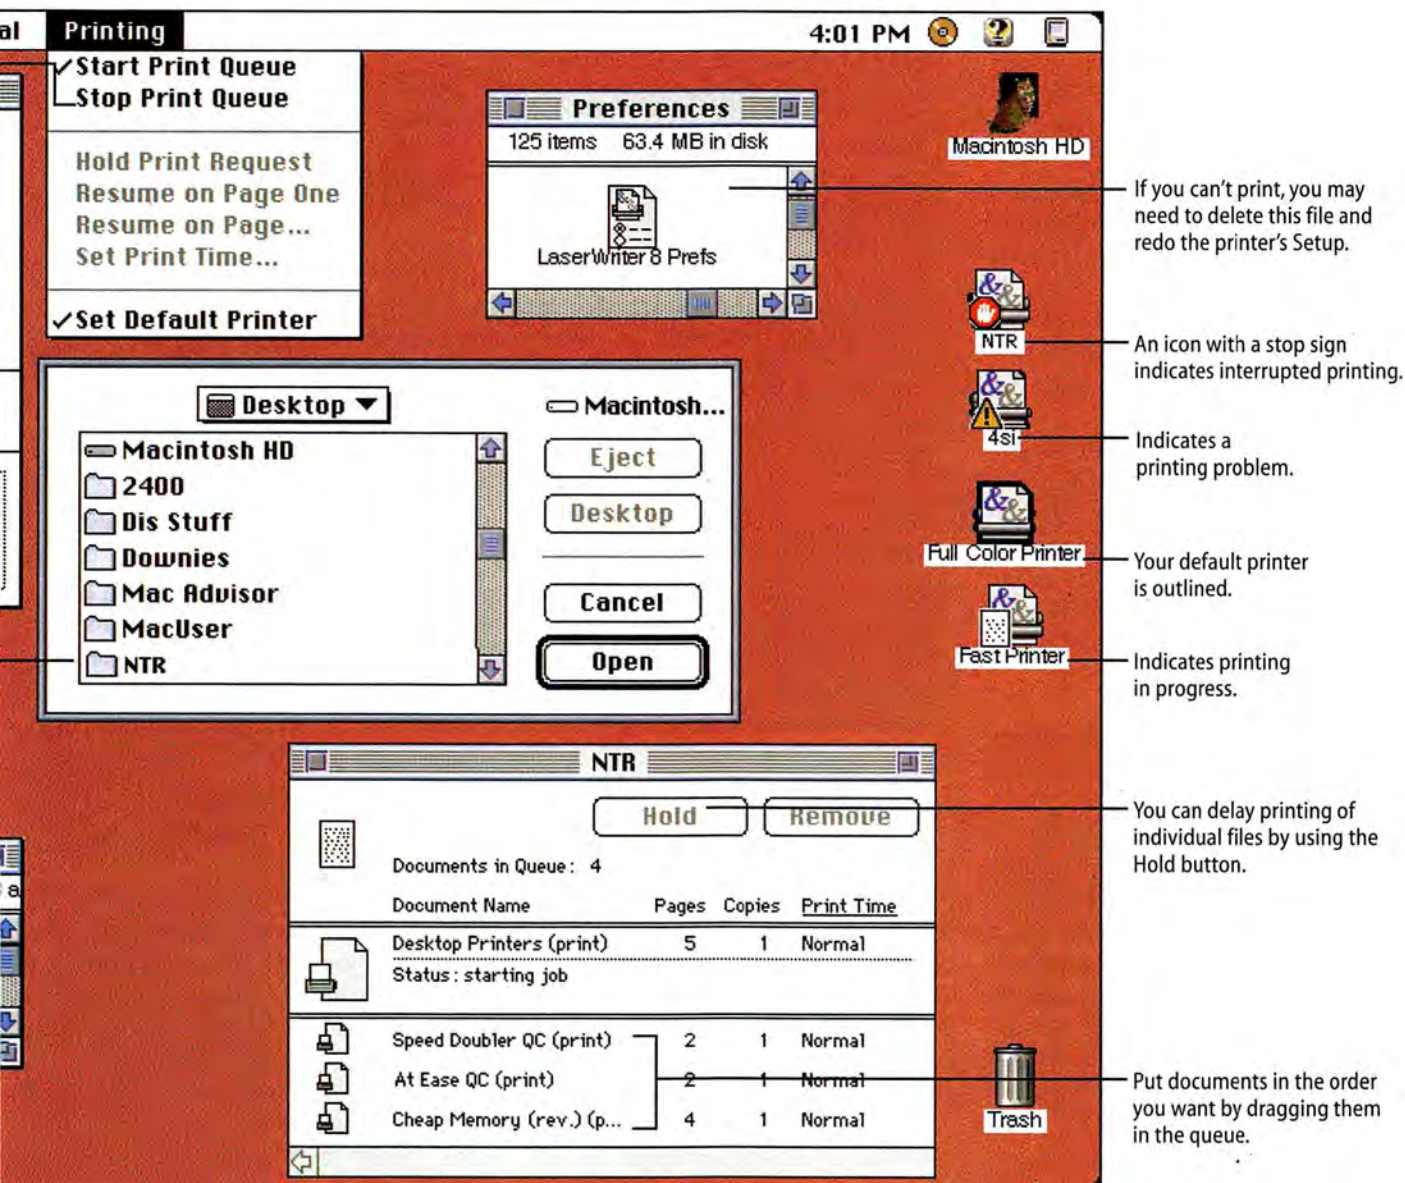 al Printing 4:01 PM
Start Print Queue
Stop Print Queue
Hold Print Request
Resume on Page One
Resume on Page...
Set Print Time...
Set Default Printer
Preferences
125 items 63.4 MB in disk
LaserWriter 8 Prefs
Macintosh HD
If you can't print, you may
need to delete this file and
redo the printer's Setup.
NTR
An icon with a stop sign
indicates interrupted printing.
4si
Indicates a
printing problem.
Full Color Printer
Your default printer
is outlined.
Fast Printer
Indicates printing
in progress.
Desktop
Macintosh HD
2400
Dis Stuff
Downies
Mac Advisor
MacUser
NTR
Macintosh...
Eject
Desktop
Cancel
Open
NTR
Hold Remove
You can delay printing of
individual files by using the
Hold button.
Documents in Queue: 4
Document Name Pages Copies Print Time
Desktop Printers (print) 5 1 Normal
Status: starting job
Speed Doubler QC (print) 2 1 Normal
At Ease QC (print) 2 1 Normal
Cheap Memory (rev.) (p... 4 1 Normal
Trash
Put documents in the order
you want by dragging them
in the queue.
a